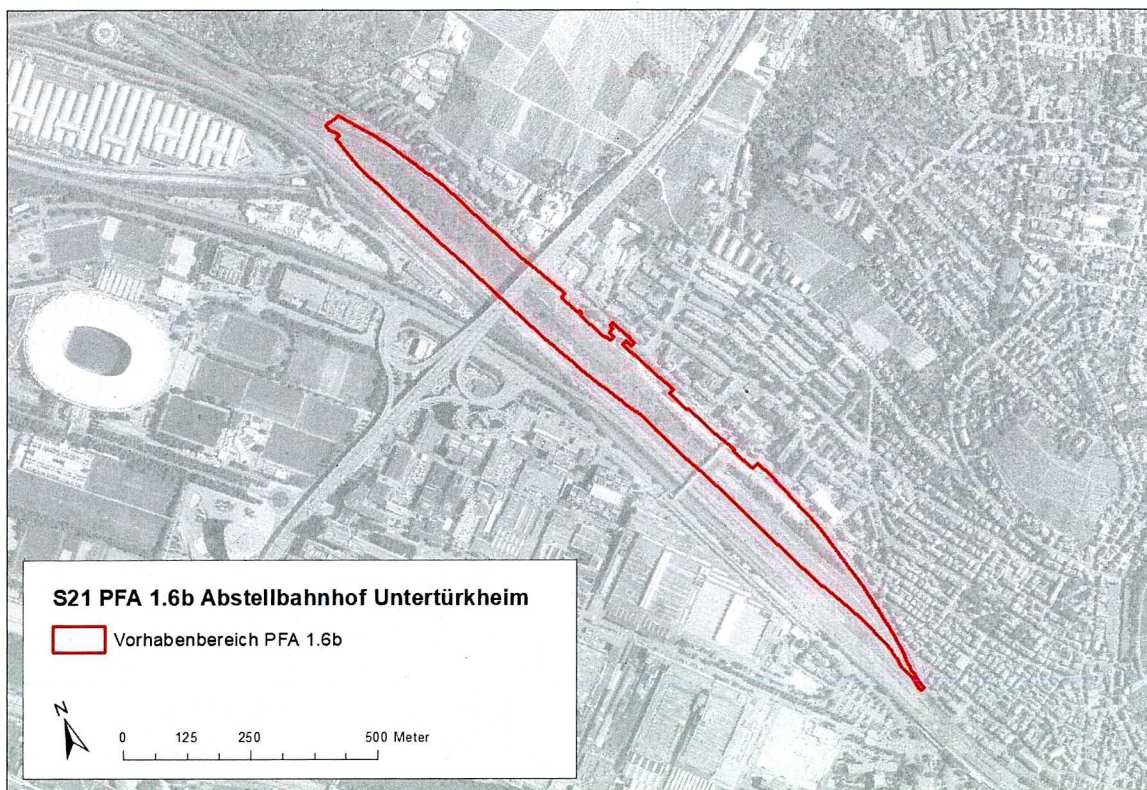 S21 PFA 1.6b Abstellbahnhof Untertürkheim
Vorhabenbereich PFA 1.6b
N
0 125 250 500 Meter